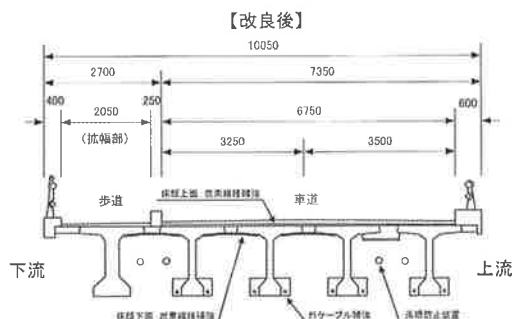 【改良後】
10050
2700 7350
400 2050 250 6750 600
(拡幅部) 3250 3500
歩道 床版上面:炭素繊維補強 車道
下流 上流
床版下面:炭素繊維補強 外ケーブル補強 落橋防止装置